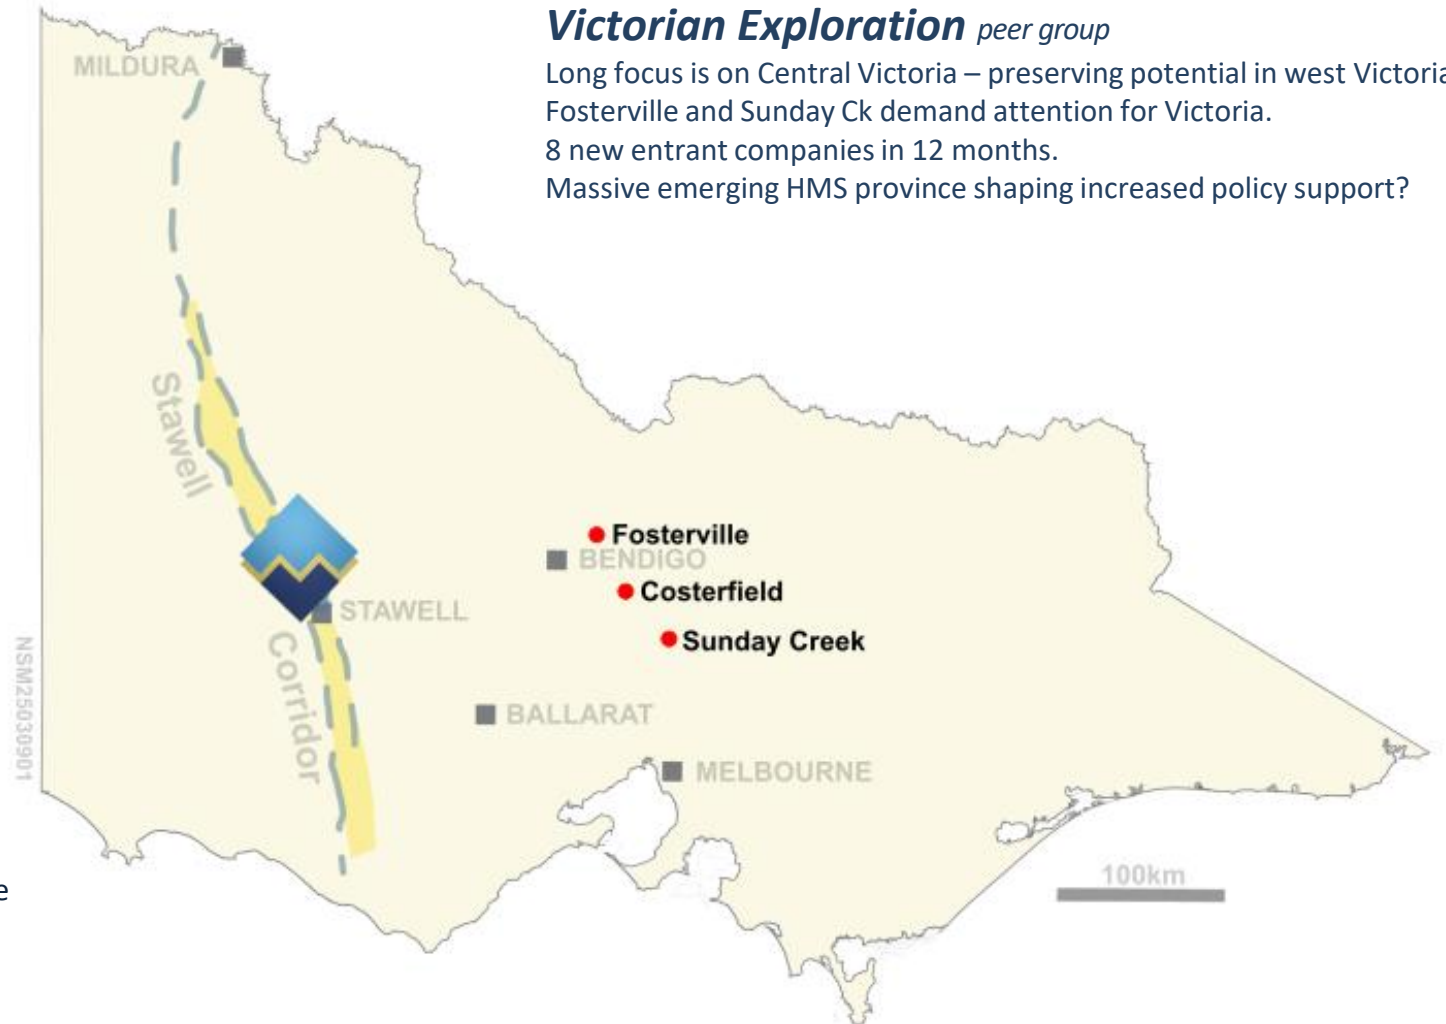 Victorian Exploration peer group
Long focus is on Central Victoria – preserving potential in west Victoria
Fosterville and Sunday Ck demand attention for Victoria.
8 new entrant companies in 12 months.
Massive emerging HMS province shaping increased policy support?
MILDURA
Stawell
Fosterville
BENDIGO
Costerfield
STAWELL
Sunday Creek
Corridor
NSM25030901
BALLARAT
MELBOURNE
100km
e